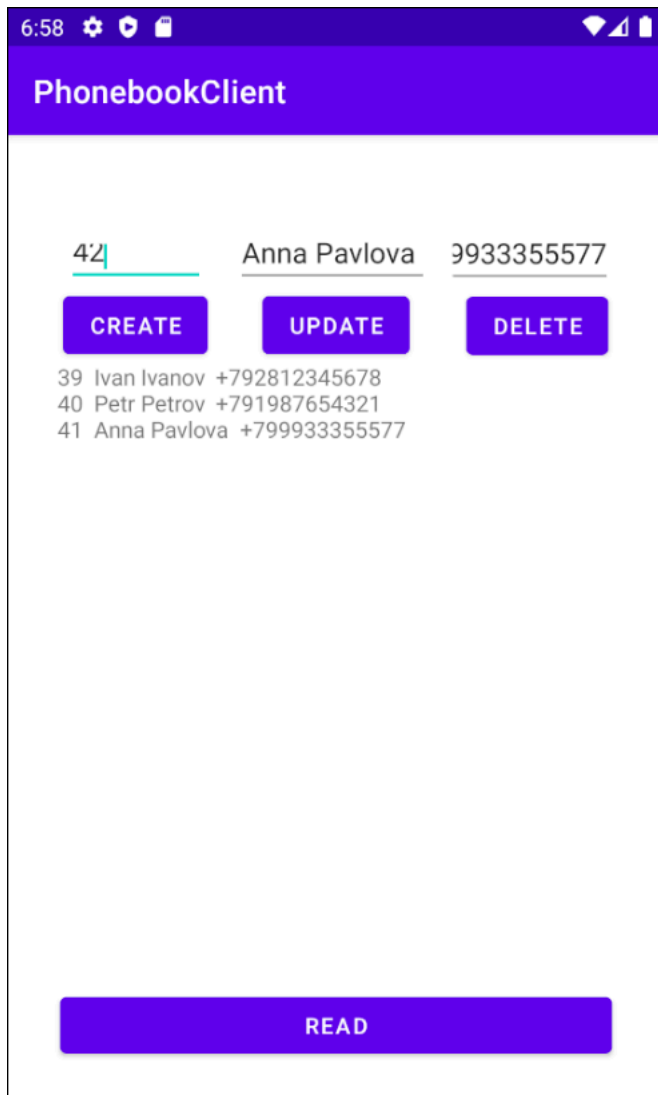 6:58
PhonebookClient
42 Anna Pavlova 9933355577
CREATE UPDATE DELETE
39 Ivan Ivanov +792812345678
40 Petr Petrov +791987654321
41 Anna Pavlova +799933355577
READ